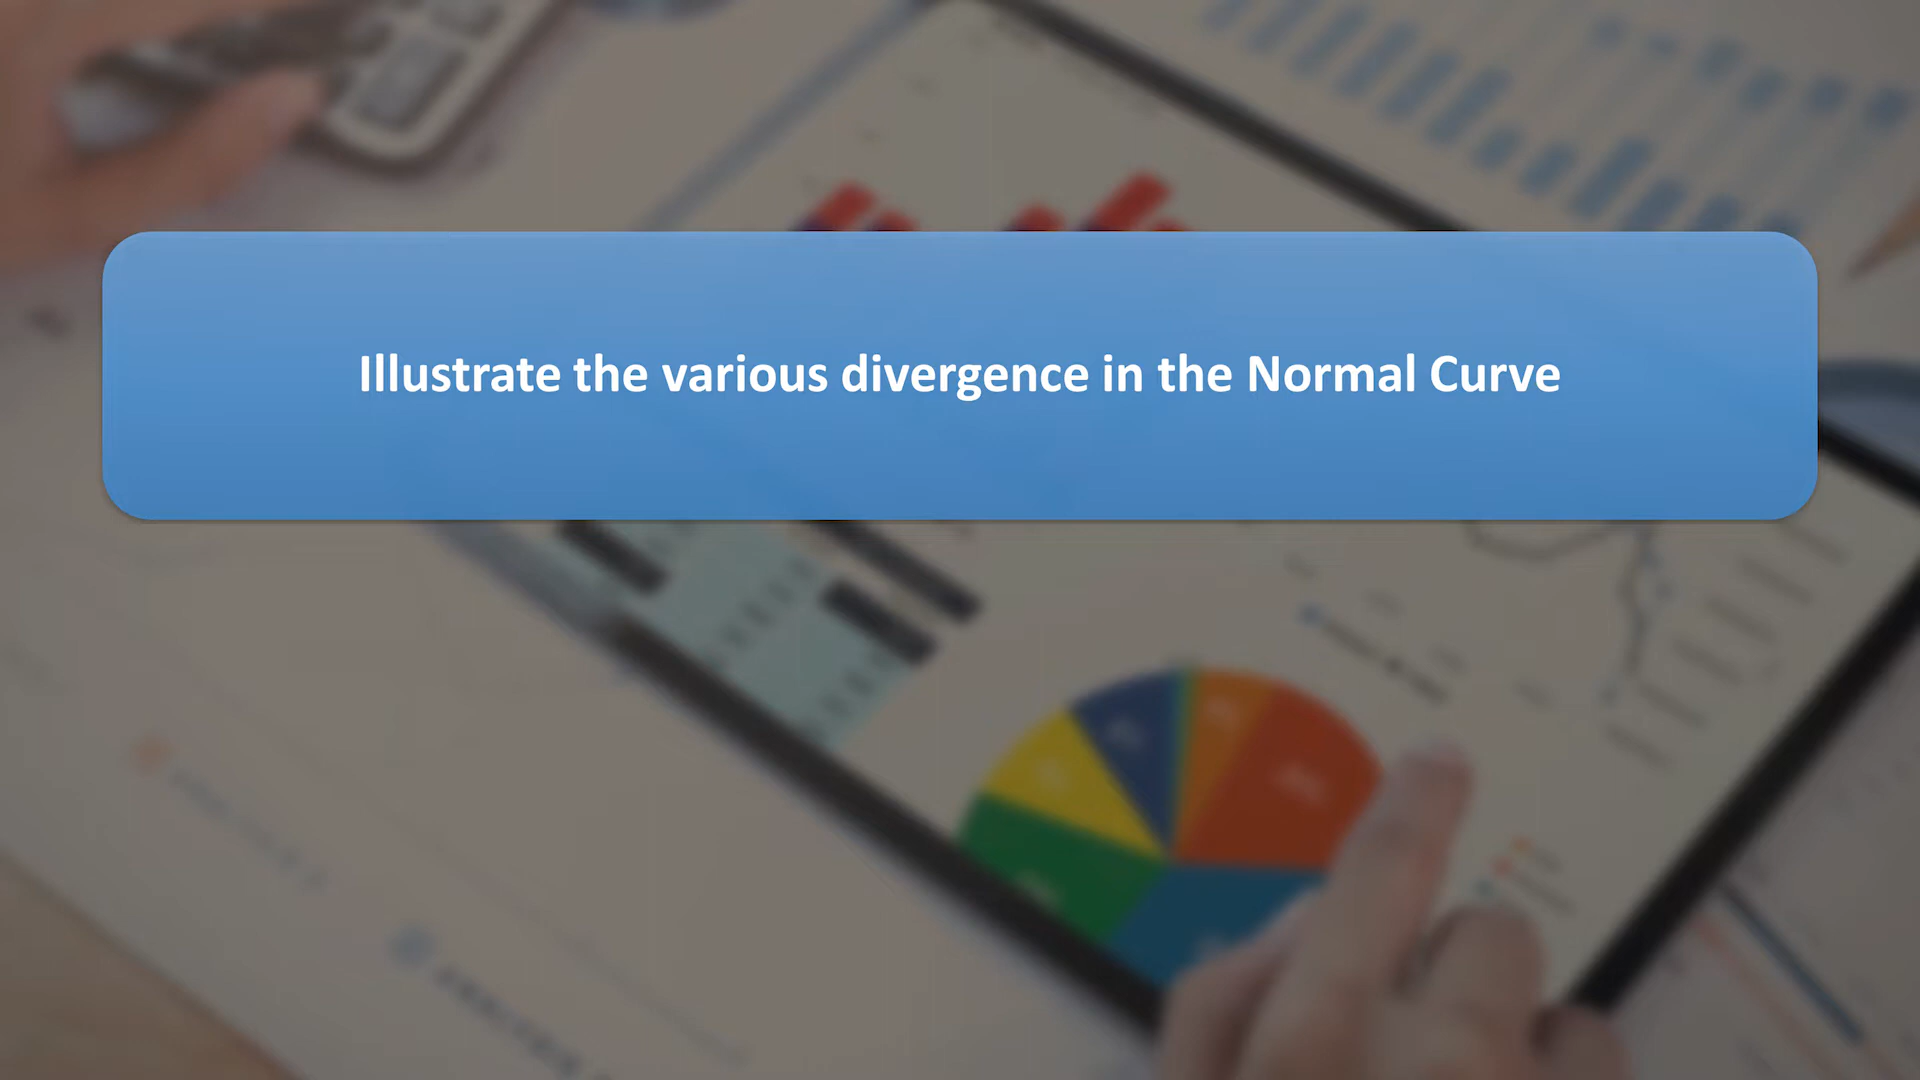 Illustrate the various divergence in the Normal Curve